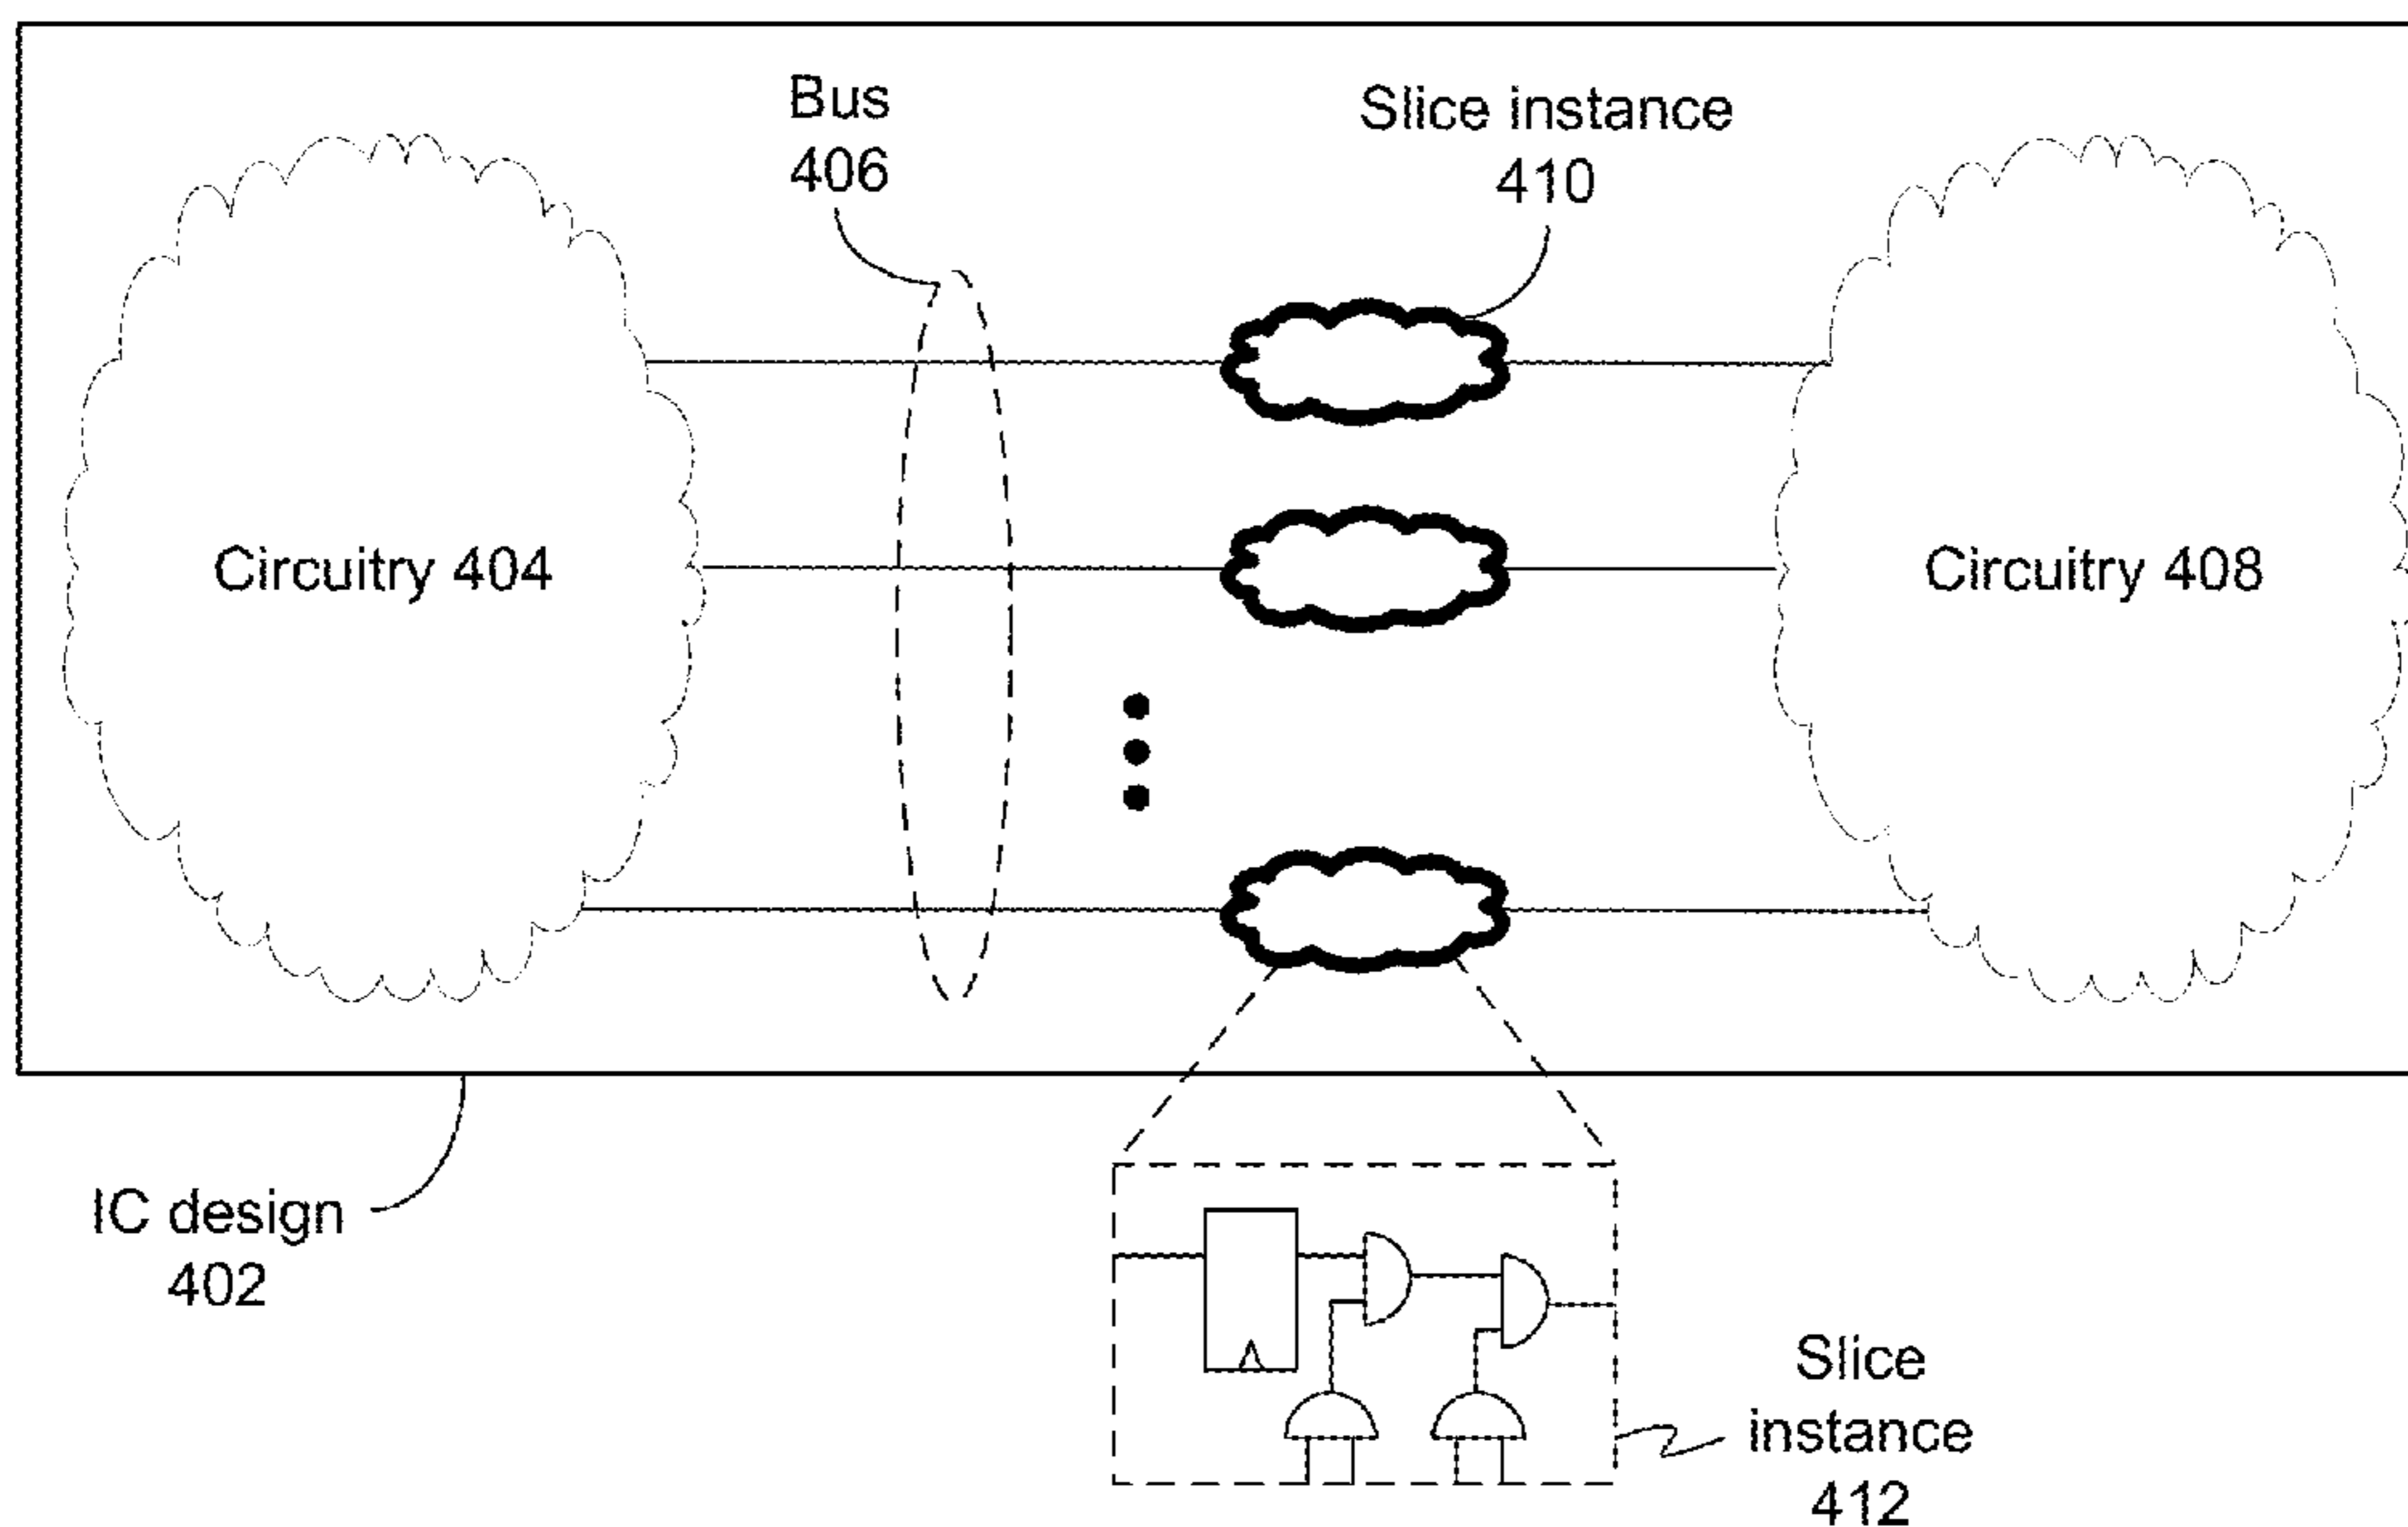 Bus
406
Slice instance
410
Circuitry 404
Circuitry 408
IC design
402
Slice
instance
412